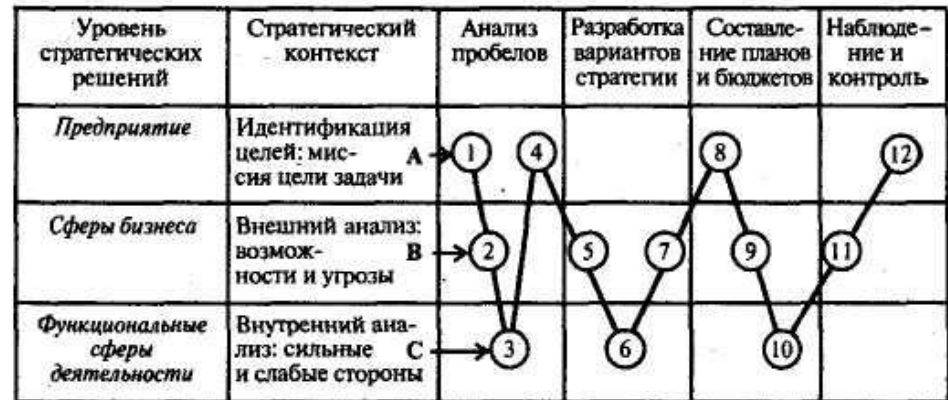 Уровень
стратегических
решений
Стратегический
контекст
Анализ
пробелов
Разработка
вариантов
стратегии
Составле-
ние планов
и бюджетов
Наблюде-
ние и
контроль
Предприятие
Идентификация
целей: мис-
сия цели задачи
А
1
4
8
12
Сферы бизнеса
Внешний анализ:
возмож-
ности и угрозы
В
2
5
7
9
11
Функциональные
сферы
деятельности
Внутренний ана-
лиз: сильные
и слабые стороны
С
3
6
10